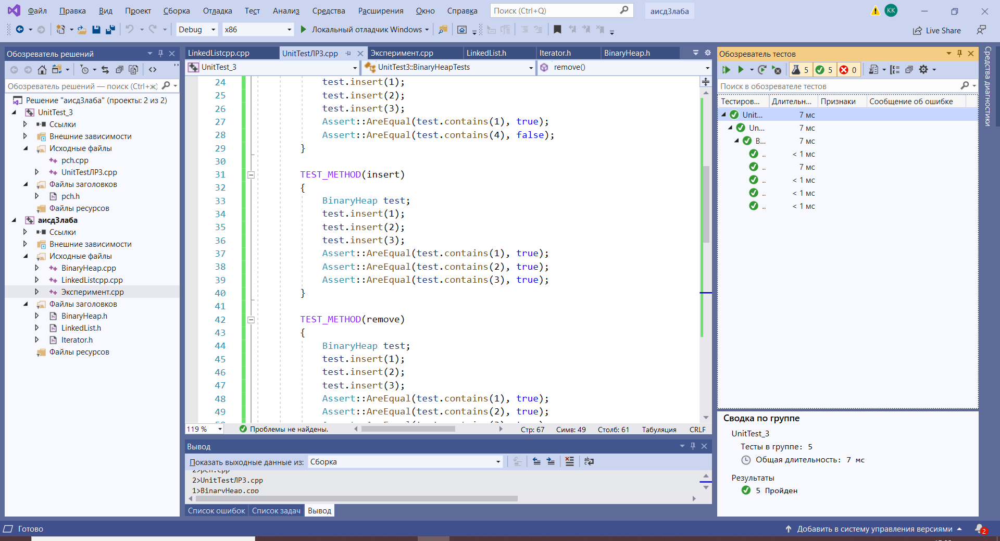 Файл Правка Вид Проект Сборка Отладка Тест Анализ Средства Расширения Окно Справка Поиск (Ctrl+Q) аисд3лаба КК
Debug x86 Локальный отладчик Windows Live Share
Обозреватель решений
Обозреватель решений — поиск (Ctrl+ж)
Решение "аисд3лаба" (проекты: 2 из 2)
UnitTest_3
Ссылки
Внешние зависимости
Исходные файлы
pch.cpp
UnitTestЛР3.cpp
Файлы заголовков
pch.h
Файлы ресурсов
аисд3лаба
Ссылки
Внешние зависимости
Исходные файлы
BinaryHeap.cpp
LinkedListcpp.cpp
Эксперимент.cpp
Файлы заголовков
BinaryHeap.h
LinkedList.h
Iterator.h
Файлы ресурсов
LinkedListcpp.cpp UnitTestЛР3.cpp Эксперимент.cpp LinkedList.h Iterator.h BinaryHeap.h
UnitTest_3 UnitTest3::BinaryHeapTests remove()
24 test.insert(1);
25 test.insert(2);
26 test.insert(3);
27 Assert::AreEqual(test.contains(1), true);
28 Assert::AreEqual(test.contains(4), false);
29 }
30
31 TEST_METHOD(insert)
32 {
33 BinaryHeap test;
34 test.insert(1);
35 test.insert(2);
36 test.insert(3);
37 Assert::AreEqual(test.contains(1), true);
38 Assert::AreEqual(test.contains(2), true);
39 Assert::AreEqual(test.contains(3), true);
40 }
41
42 TEST_METHOD(remove)
43 {
44 BinaryHeap test;
45 test.insert(1);
46 test.insert(2);
47 test.insert(3);
48 Assert::AreEqual(test.contains(1), true);
49 Assert::AreEqual(test.contains(2), true);
119 % Проблемы не найдены. Стр: 67 Симв: 49 Столб: 61 Табуляция CRLF
Вывод
Показать выходные данные из: Сборка
2>pch.cpp
2>UnitTestЛР3.cpp
1>BinaryHeap.cpp
Список ошибок Список задач Вывод
Обозреватель тестов
5 5 0
Поиск в обозревателе тестов
Тестиров... Длительн... Признаки Сообщение об ошибке
Unit... 7 мс
Un... 7 мс
B... 7 мс
.. < 1 мс
.. 7 мс
.. < 1 мс
.. < 1 мс
.. < 1 мс
Сводка по группе
UnitTest_3
Тесты в группе: 5
Общая длительность: 7 мс
Результаты
5 Пройден
Средства диагностики
Готово Добавить в систему управления версиями 2